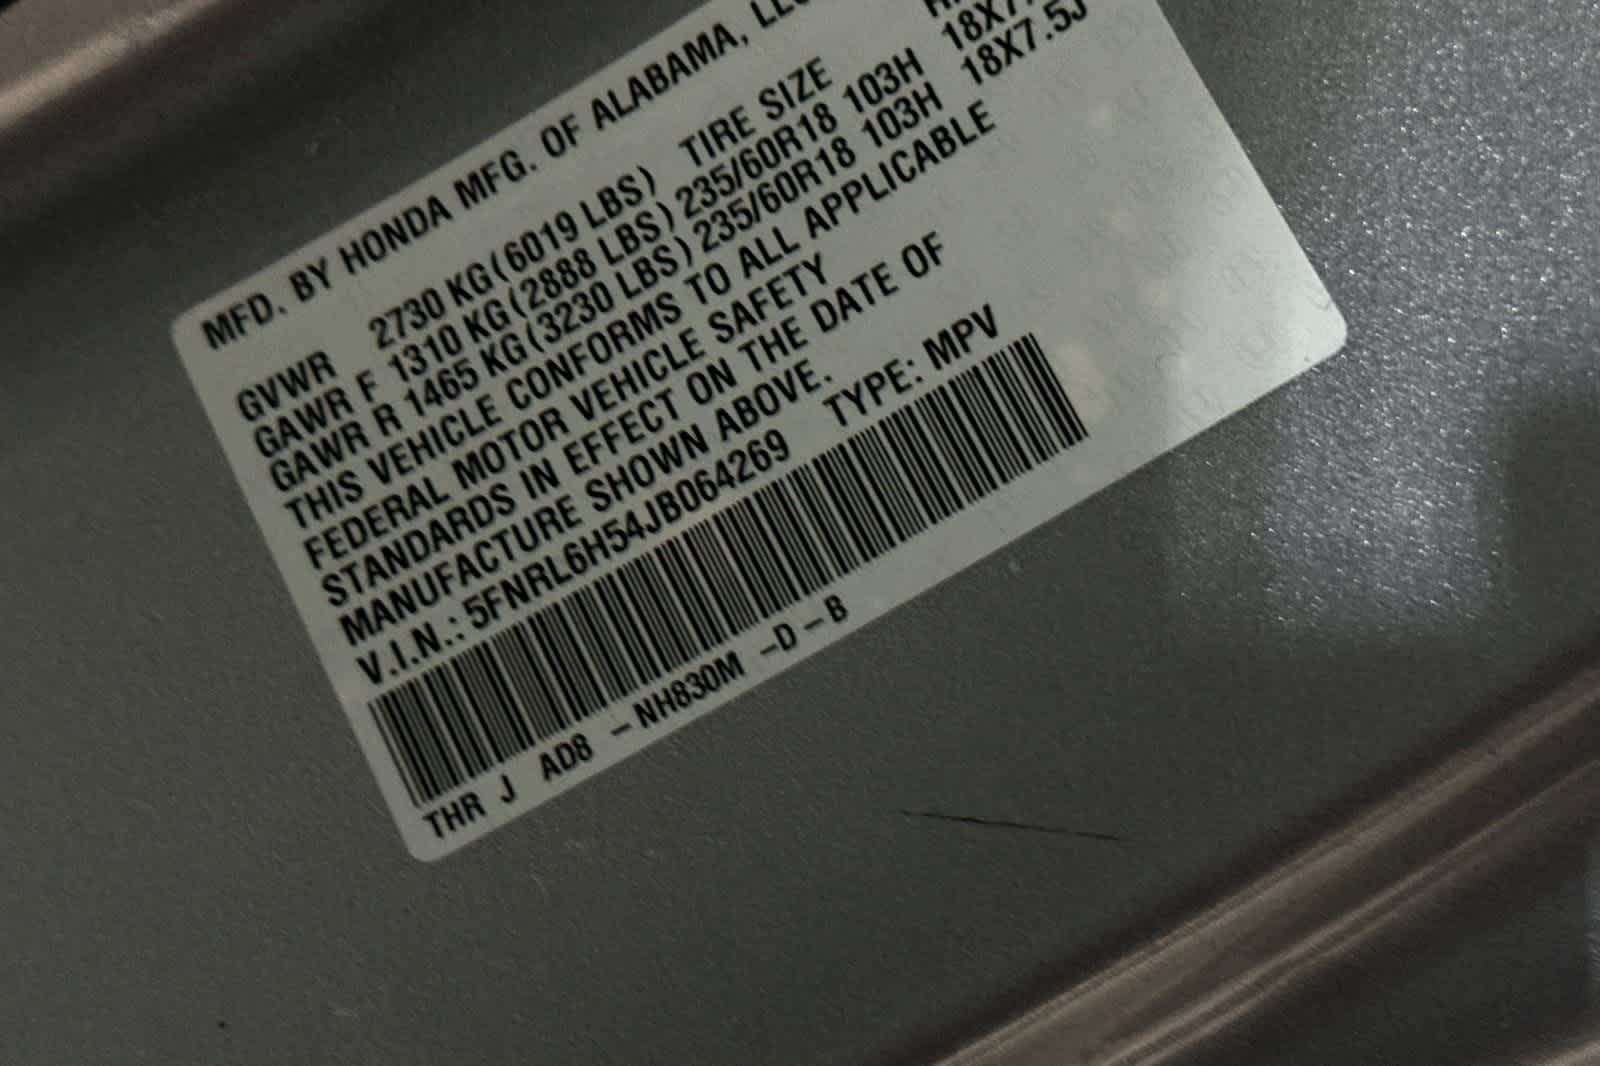 MFD. BY HONDA MFG. OF ALABAMA,
TIRE SIZE
GVWR 2730 KG (6019 LBS)
GAWR F 1310 KG (2888 LBS) 235/60R18 103H
GAWR R 1465 KG (3230 LBS) 235/60R18 103H 18X7.5J
THIS VEHICLE CONFORMS TO ALL APPLICABLE
FEDERAL MOTOR VEHICLE SAFETY
STANDARDS IN EFFECT ON THE DATE OF
MANUFACTURE SHOWN ABOVE.
V.I.N.: 5FNRL6H54JB064269 TYPE: MPV
THR J AD8 - NH830M - D - B